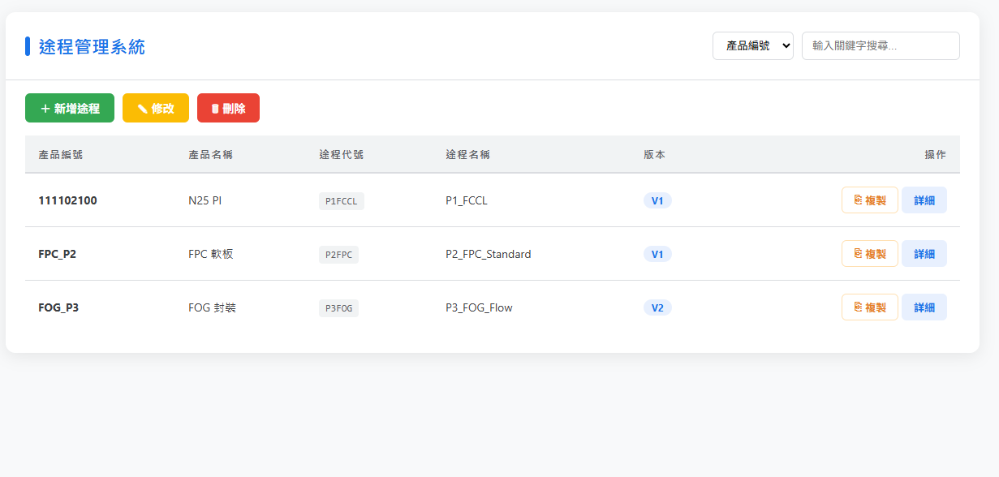 途程管理系統
產品編號
輸入關鍵字搜尋...
新增途程 修改 刪除
產品編號 產品名稱 途程代號 途程名稱 版本 操作
111102100 N25 PI P1FCCL P1_FCCL V1 複製 詳細
FPC_P2 FPC 軟板 P2FPC P2_FPC_Standard V1 複製 詳細
FOG_P3 FOG 封裝 P3FOG P3_FOG_Flow V2 複製 詳細